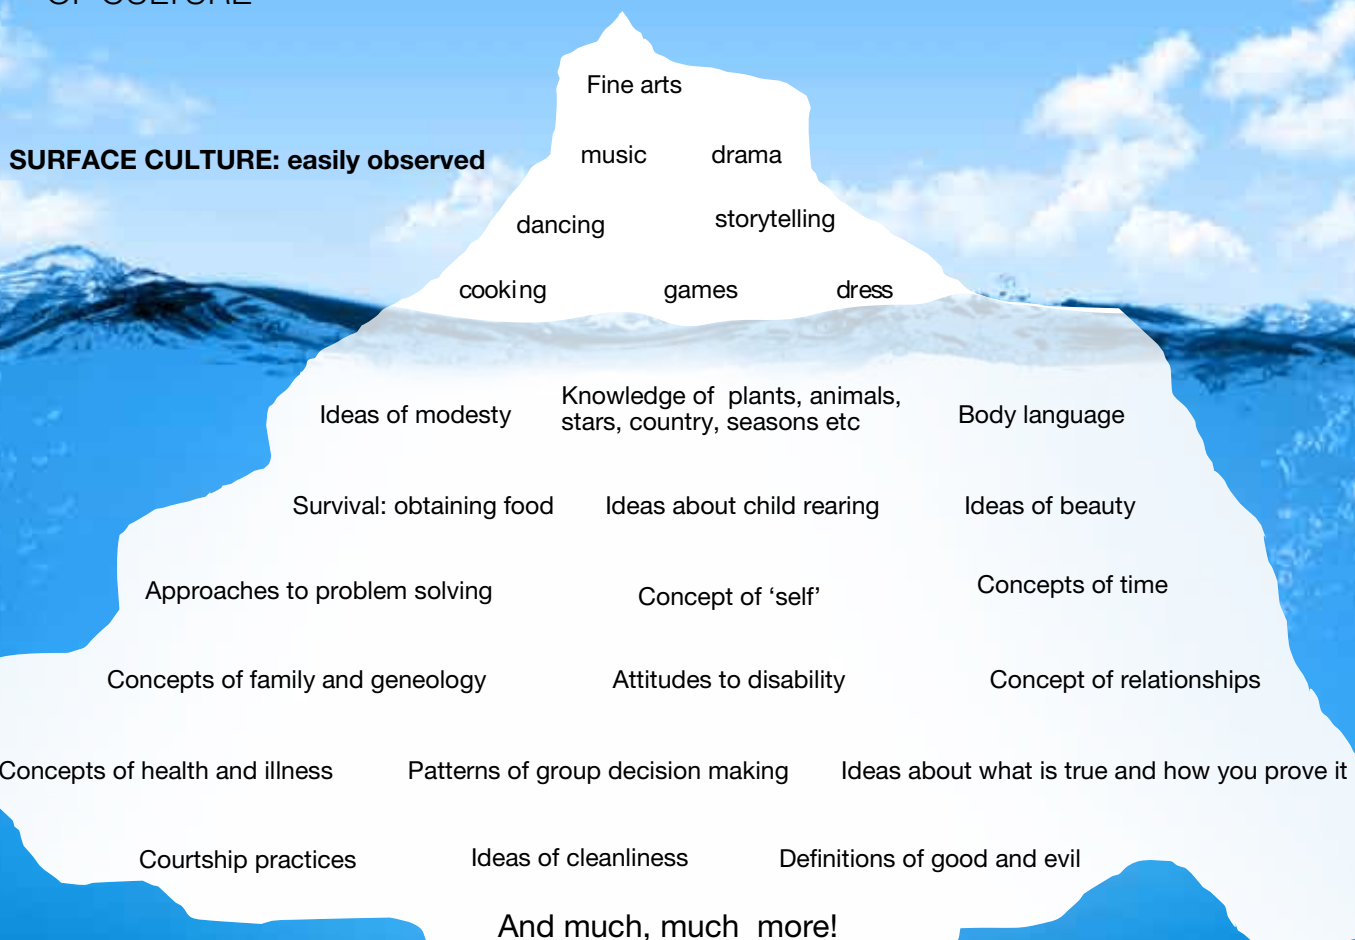 OF CULTURE
Fine arts
SURFACE CULTURE: easily observed
music drama
dancing storytelling
cooking games dress
Ideas of modesty
Knowledge of plants, animals,
stars, country, seasons etc
Body language
Survival: obtaining food Ideas about child rearing Ideas of beauty
Approaches to problem solving Concept of ‘self’ Concepts of time
Concepts of family and geneology Attitudes to disability Concept of relationships
Concepts of health and illness Patterns of group decision making Ideas about what is true and how you prove it
Courtship practices Ideas of cleanliness Definitions of good and evil
And much, much more!